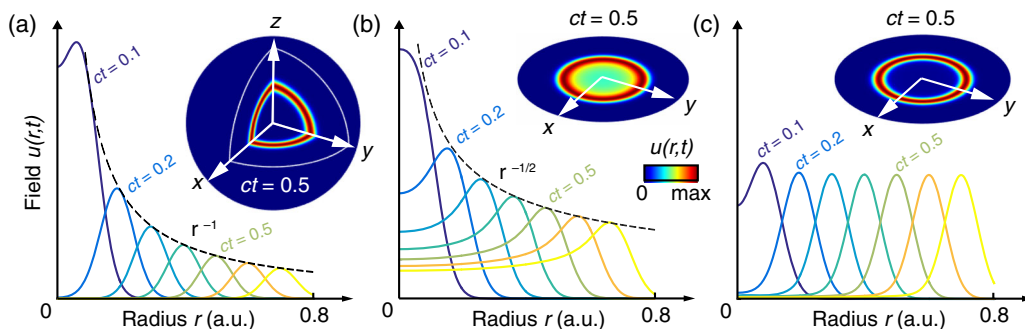 (a)
Field u(r,t)
ct = 0.1
ct = 0.2
r ⁻¹
ct = 0.5
z
x
y
ct = 0.5
0
Radius r (a.u.)
0.8
(b)
ct = 0.5
ct = 0.1
ct = 0.2
r ⁻¹/²
ct = 0.5
x
y
u(r,t)
0 max
0
Radius r (a.u.)
0.8
(c)
ct = 0.5
ct = 0.1
ct = 0.2
ct = 0.5
x
y
0
Radius r (a.u.)
0.8